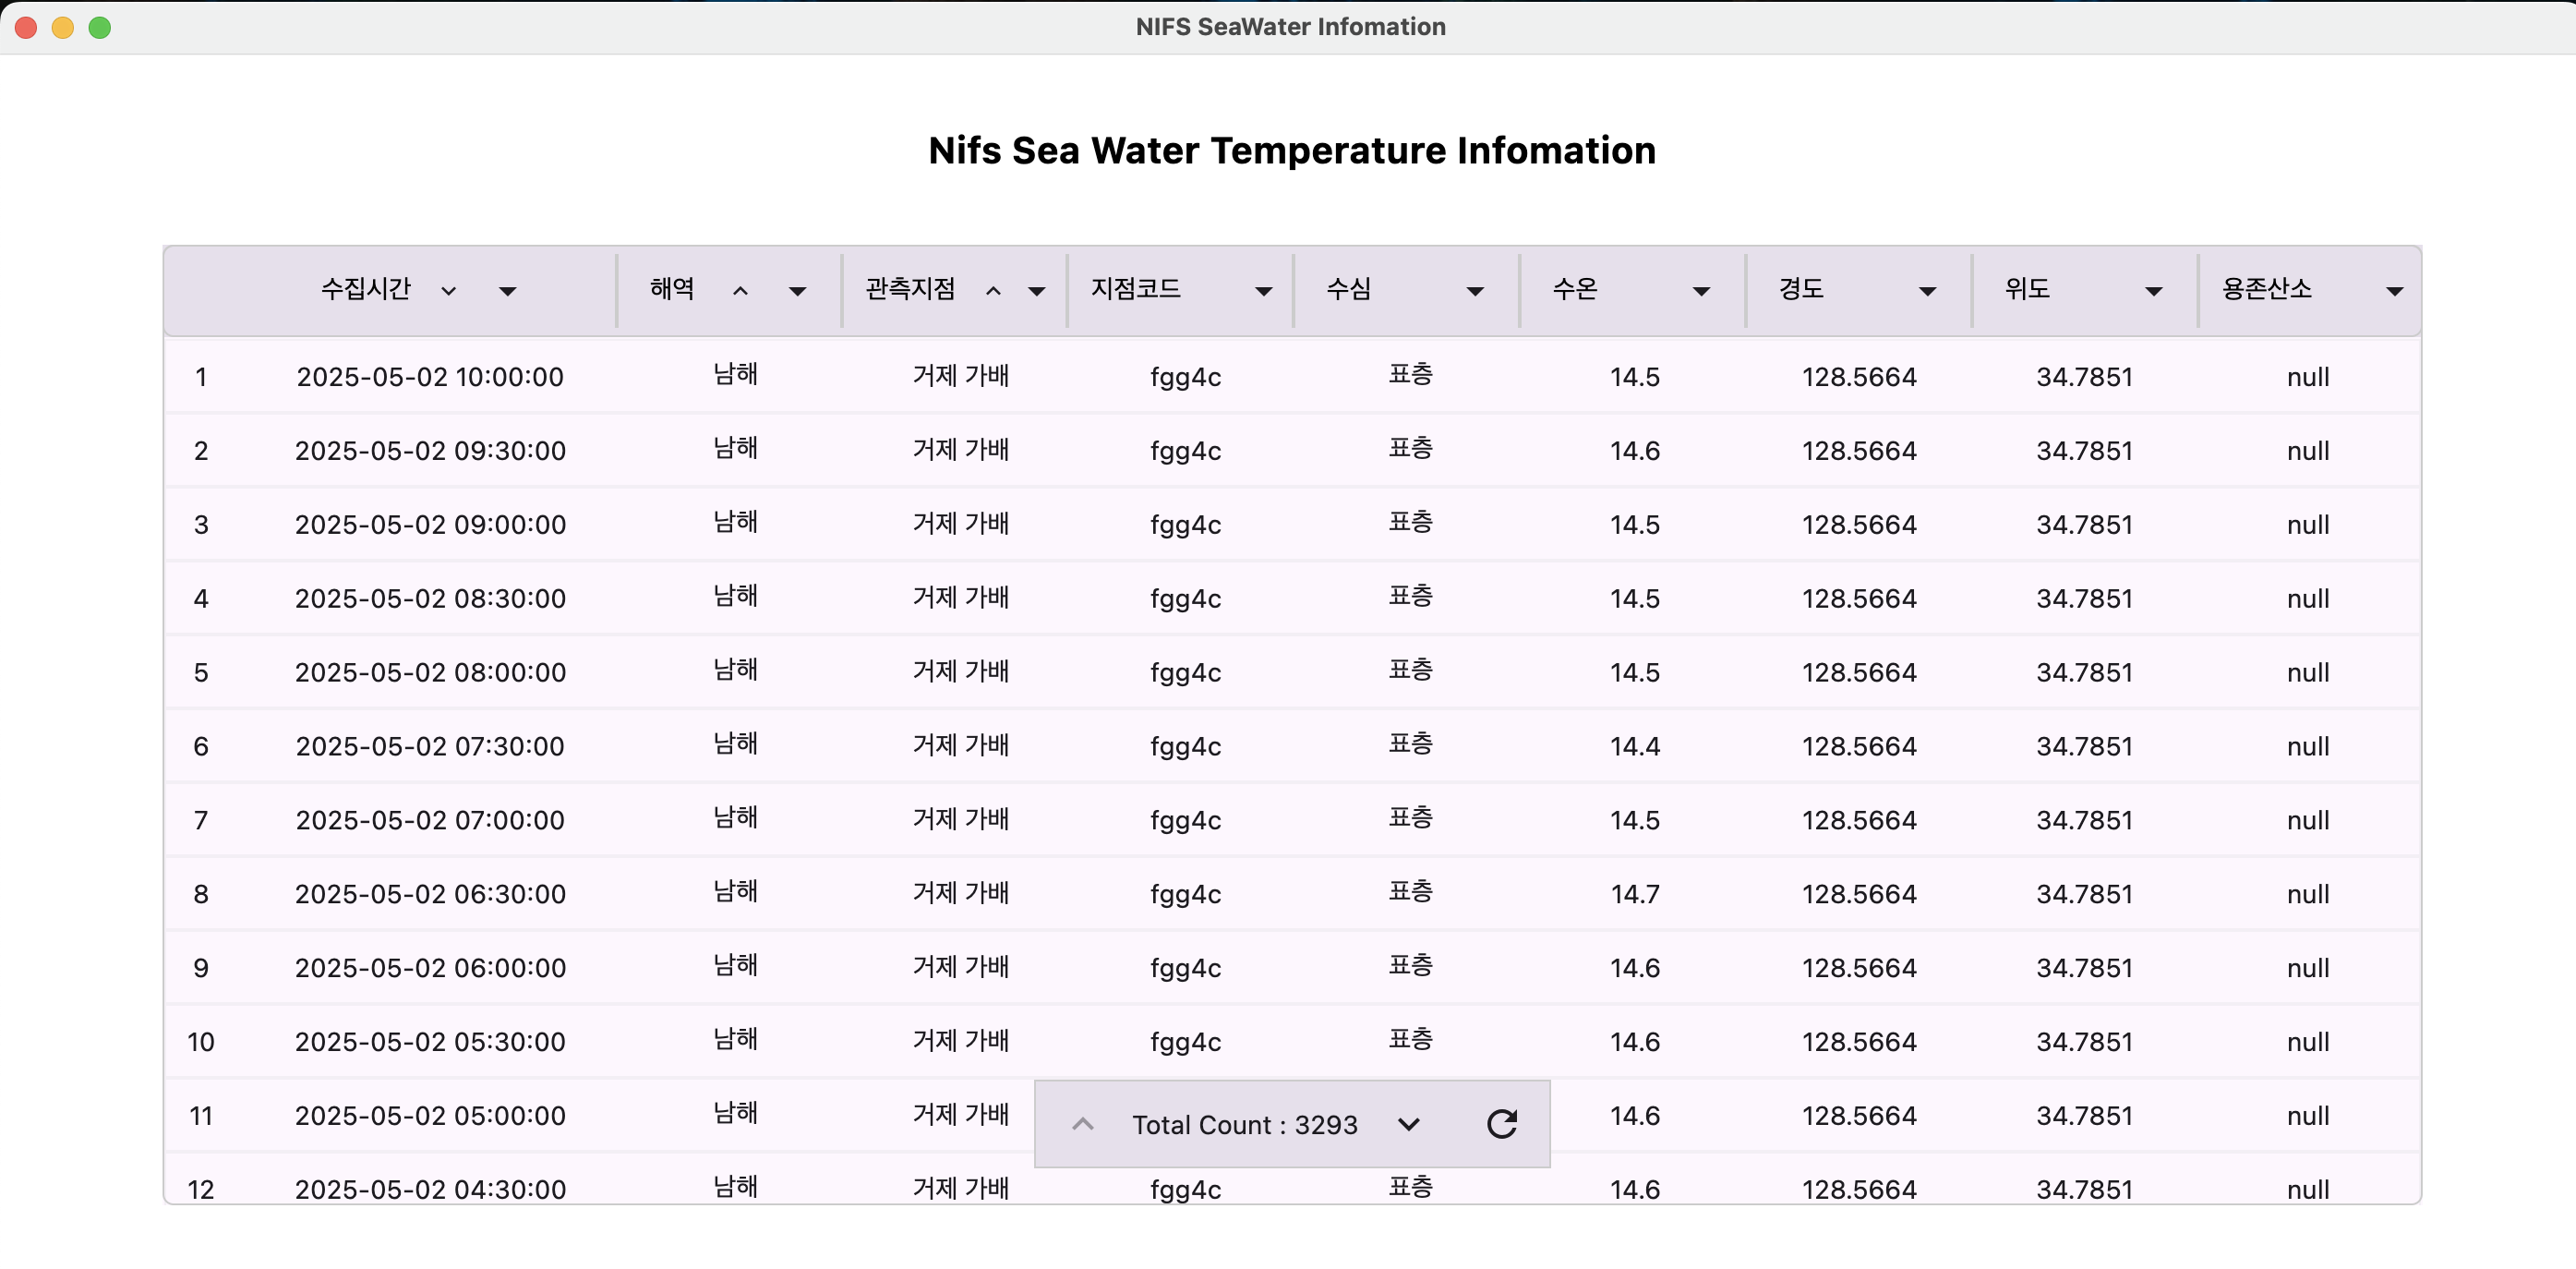 NIFS SeaWater Infomation
Nifs Sea Water Temperature Infomation
수집시간 해역 관측지점 지점코드 수심 수온 경도 위도 용존산소
1 2025-05-02 10:00:00 남해 거제 가배 fgg4c 표층 14.5 128.5664 34.7851 null
2 2025-05-02 09:30:00 남해 거제 가배 fgg4c 표층 14.6 128.5664 34.7851 null
3 2025-05-02 09:00:00 남해 거제 가배 fgg4c 표층 14.5 128.5664 34.7851 null
4 2025-05-02 08:30:00 남해 거제 가배 fgg4c 표층 14.5 128.5664 34.7851 null
5 2025-05-02 08:00:00 남해 거제 가배 fgg4c 표층 14.5 128.5664 34.7851 null
6 2025-05-02 07:30:00 남해 거제 가배 fgg4c 표층 14.4 128.5664 34.7851 null
7 2025-05-02 07:00:00 남해 거제 가배 fgg4c 표층 14.5 128.5664 34.7851 null
8 2025-05-02 06:30:00 남해 거제 가배 fgg4c 표층 14.7 128.5664 34.7851 null
9 2025-05-02 06:00:00 남해 거제 가배 fgg4c 표층 14.6 128.5664 34.7851 null
10 2025-05-02 05:30:00 남해 거제 가배 fgg4c 표층 14.6 128.5664 34.7851 null
11 2025-05-02 05:00:00 남해 거제 가배 14.6 128.5664 34.7851 null
Total Count : 3293
12 2025-05-02 04:30:00 남해 거제 가배 fgg4c 표층 14.6 128.5664 34.7851 null